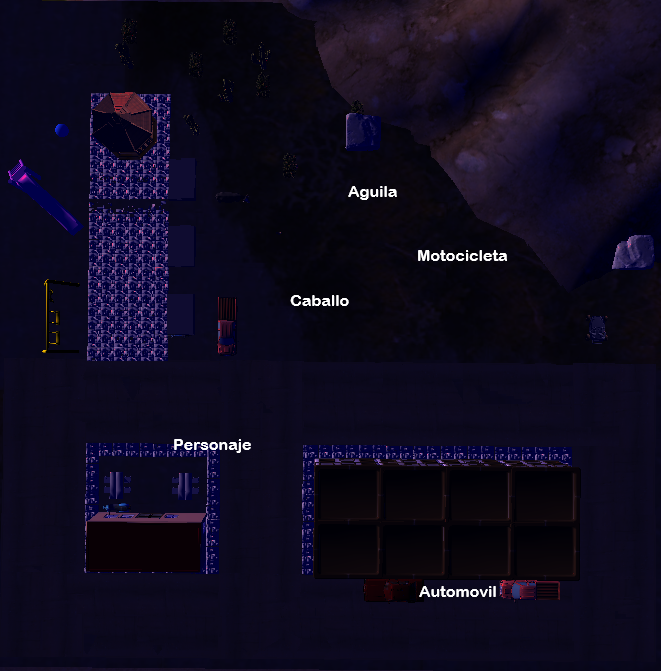 Aguila
Motocicleta
Caballo
Personaje
Automovil